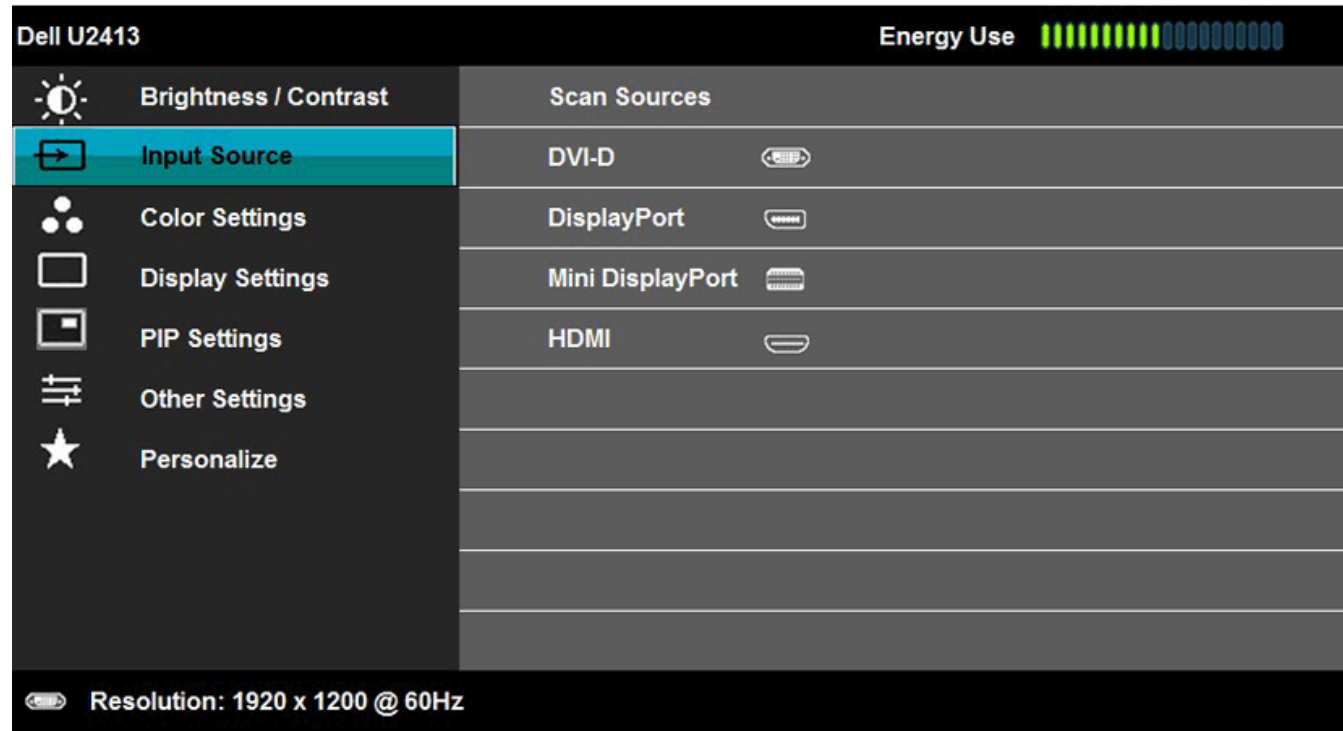 Dell U2413
Energy Use
Brightness / Contrast
Input Source
Color Settings
Display Settings
PIP Settings
Other Settings
Personalize
Scan Sources
DVI-D
DisplayPort
Mini DisplayPort
HDMI
Resolution: 1920 x 1200 @ 60Hz